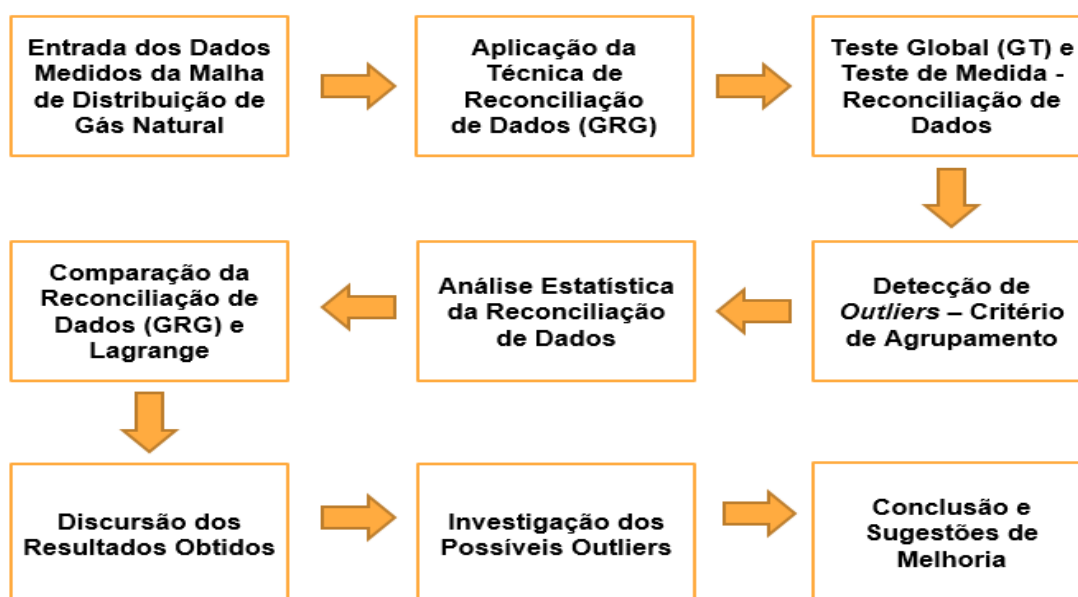 Entrada dos Dados
Medidos da Malha
de Distribuição de
Gás Natural
Aplicação da
Técnica de
Reconciliação
de Dados (GRG)
Teste Global (GT) e
Teste de Medida -
Reconciliação de
Dados
Detecção de
Outliers – Critério
de Agrupamento
Análise Estatística
da Reconciliação
de Dados
Comparação da
Reconciliação de
Dados (GRG) e
Lagrange
Discursão dos
Resultados Obtidos
Investigação dos
Possíveis Outliers
Conclusão e
Sugestões de
Melhoria